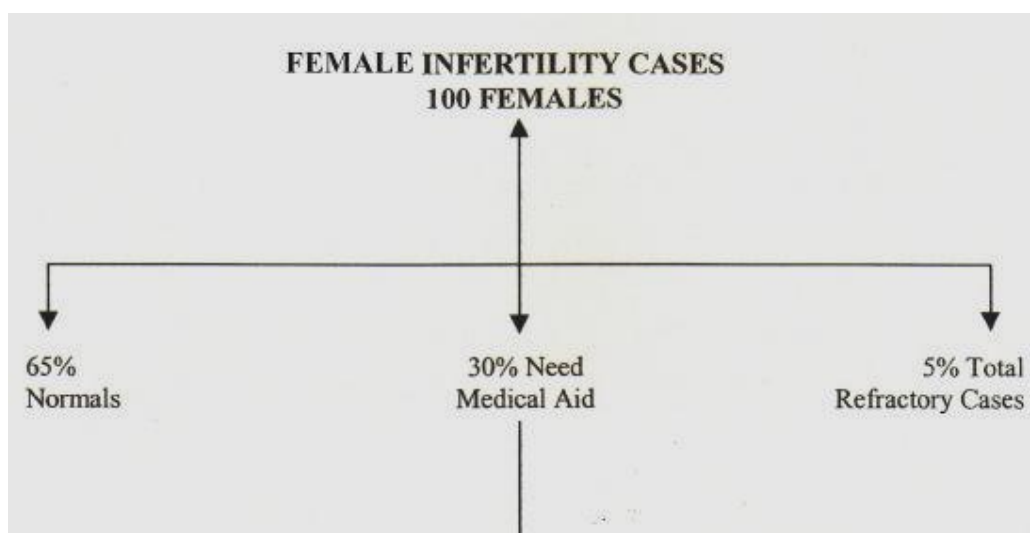 FEMALE INFERTILITY CASES
100 FEMALES
65%
Normals
30% Need
Medical Aid
5% Total
Refractory Cases